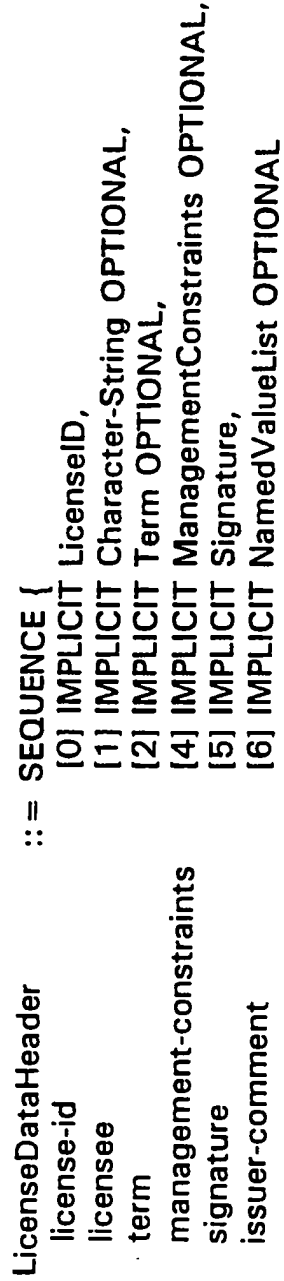 LicenseDataHeader ::= SEQUENCE {
license-id [0] IMPLICIT LicenseID,
licensee [1] IMPLICIT Character-String OPTIONAL,
term [2] IMPLICIT Term OPTIONAL,
management-constraints [4] IMPLICIT ManagementConstraints OPTIONAL,
signature [5] IMPLICIT Signature,
issuer-comment [6] IMPLICIT NamedValueList OPTIONAL